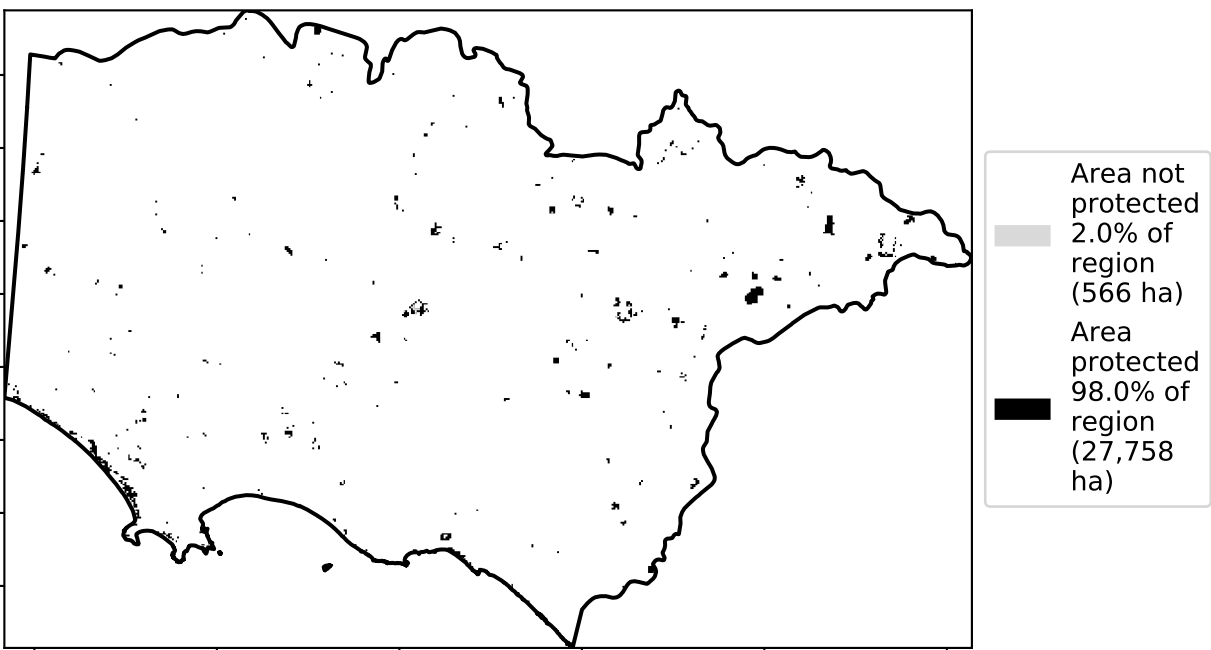 Area not
protected
2.0% of
region
(566 ha)
Area
protected
98.0% of
region
(27,758
ha)